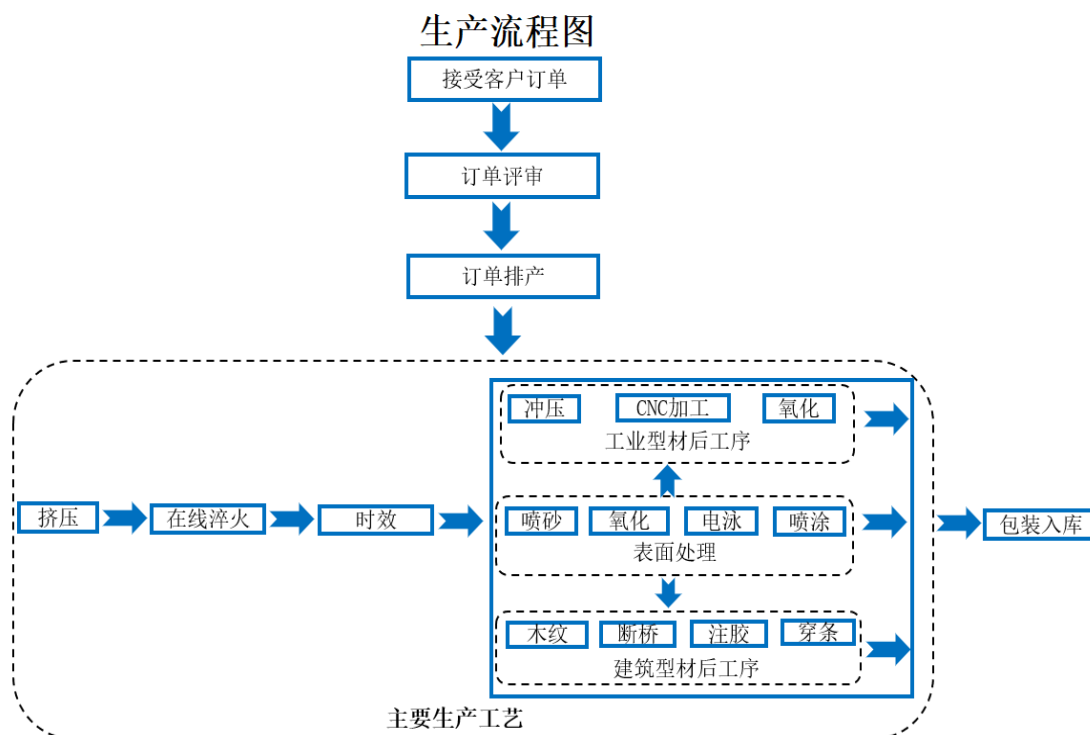 生产流程图
接受客户订单
订单评审
订单排产
冲压 CNC加工 氧化
工业型材后工序
挤压 在线淬火 时效 喷砂 氧化 电泳 喷涂 包装入库
表面处理
木纹 断桥 注胶 穿条
建筑型材后工序
主要生产工艺